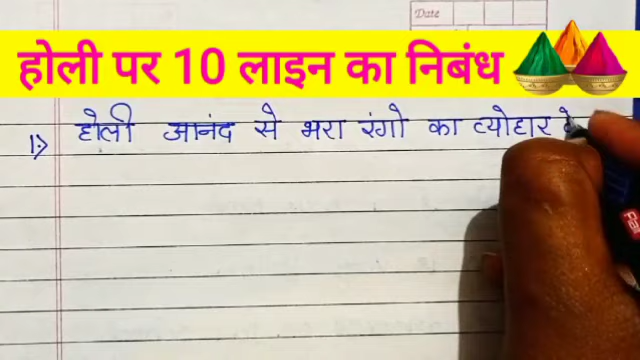 Date
होली पर 10 लाइन का निबंध
1) होली आनंद से भरा रंगो का त्योहार